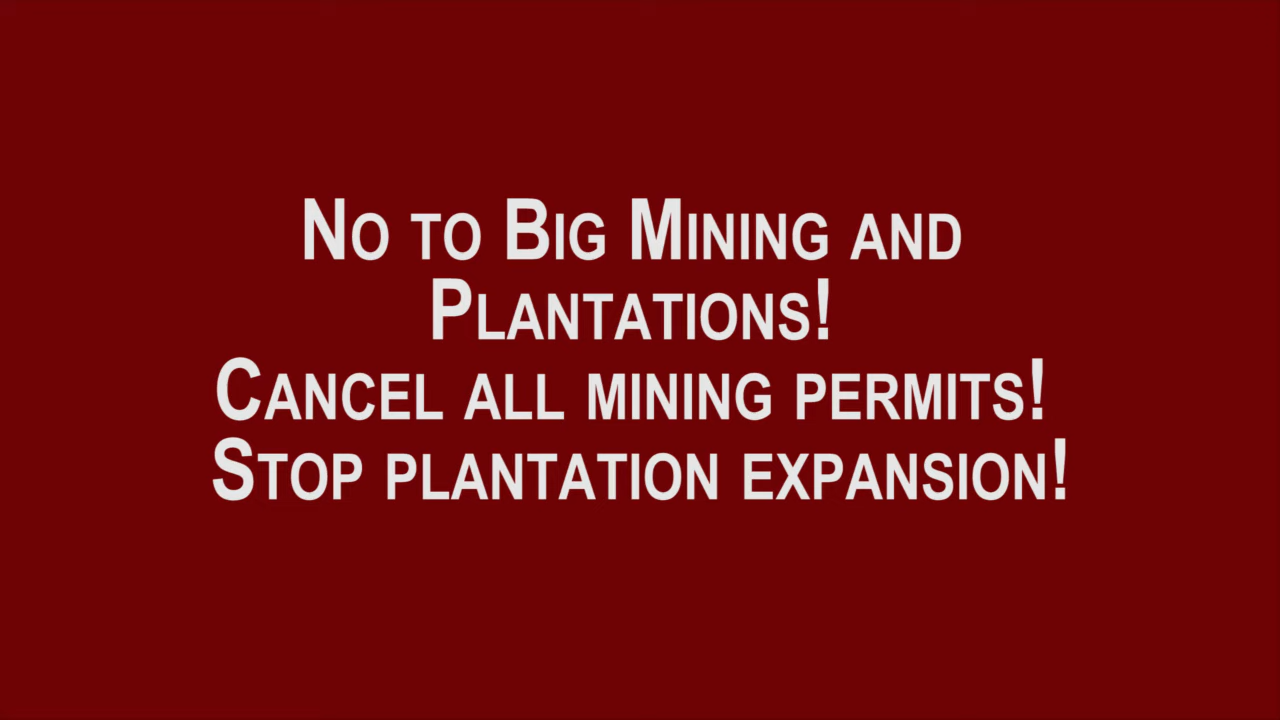 No to Big Mining and
Plantations!
Cancel all mining permits!
Stop plantation expansion!